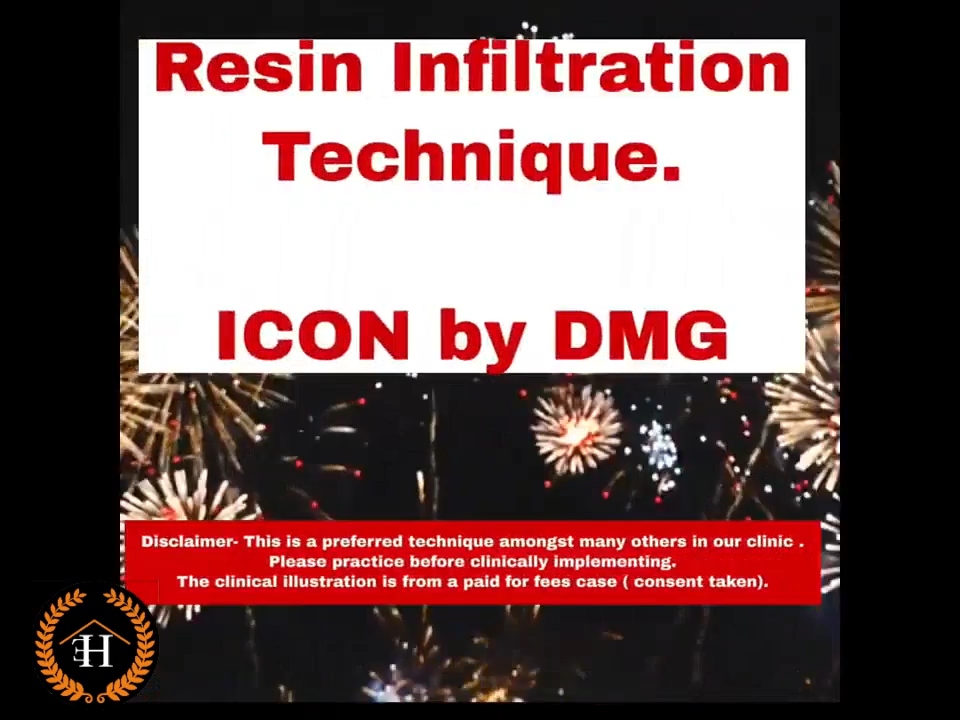 Resin Infiltration
Technique.
ICON by DMG
Disclaimer- This is a preferred technique amongst many others in our clinic .
Please practice before clinically implementing.
The clinical illustration is from a paid for fees case ( consent taken).
EH